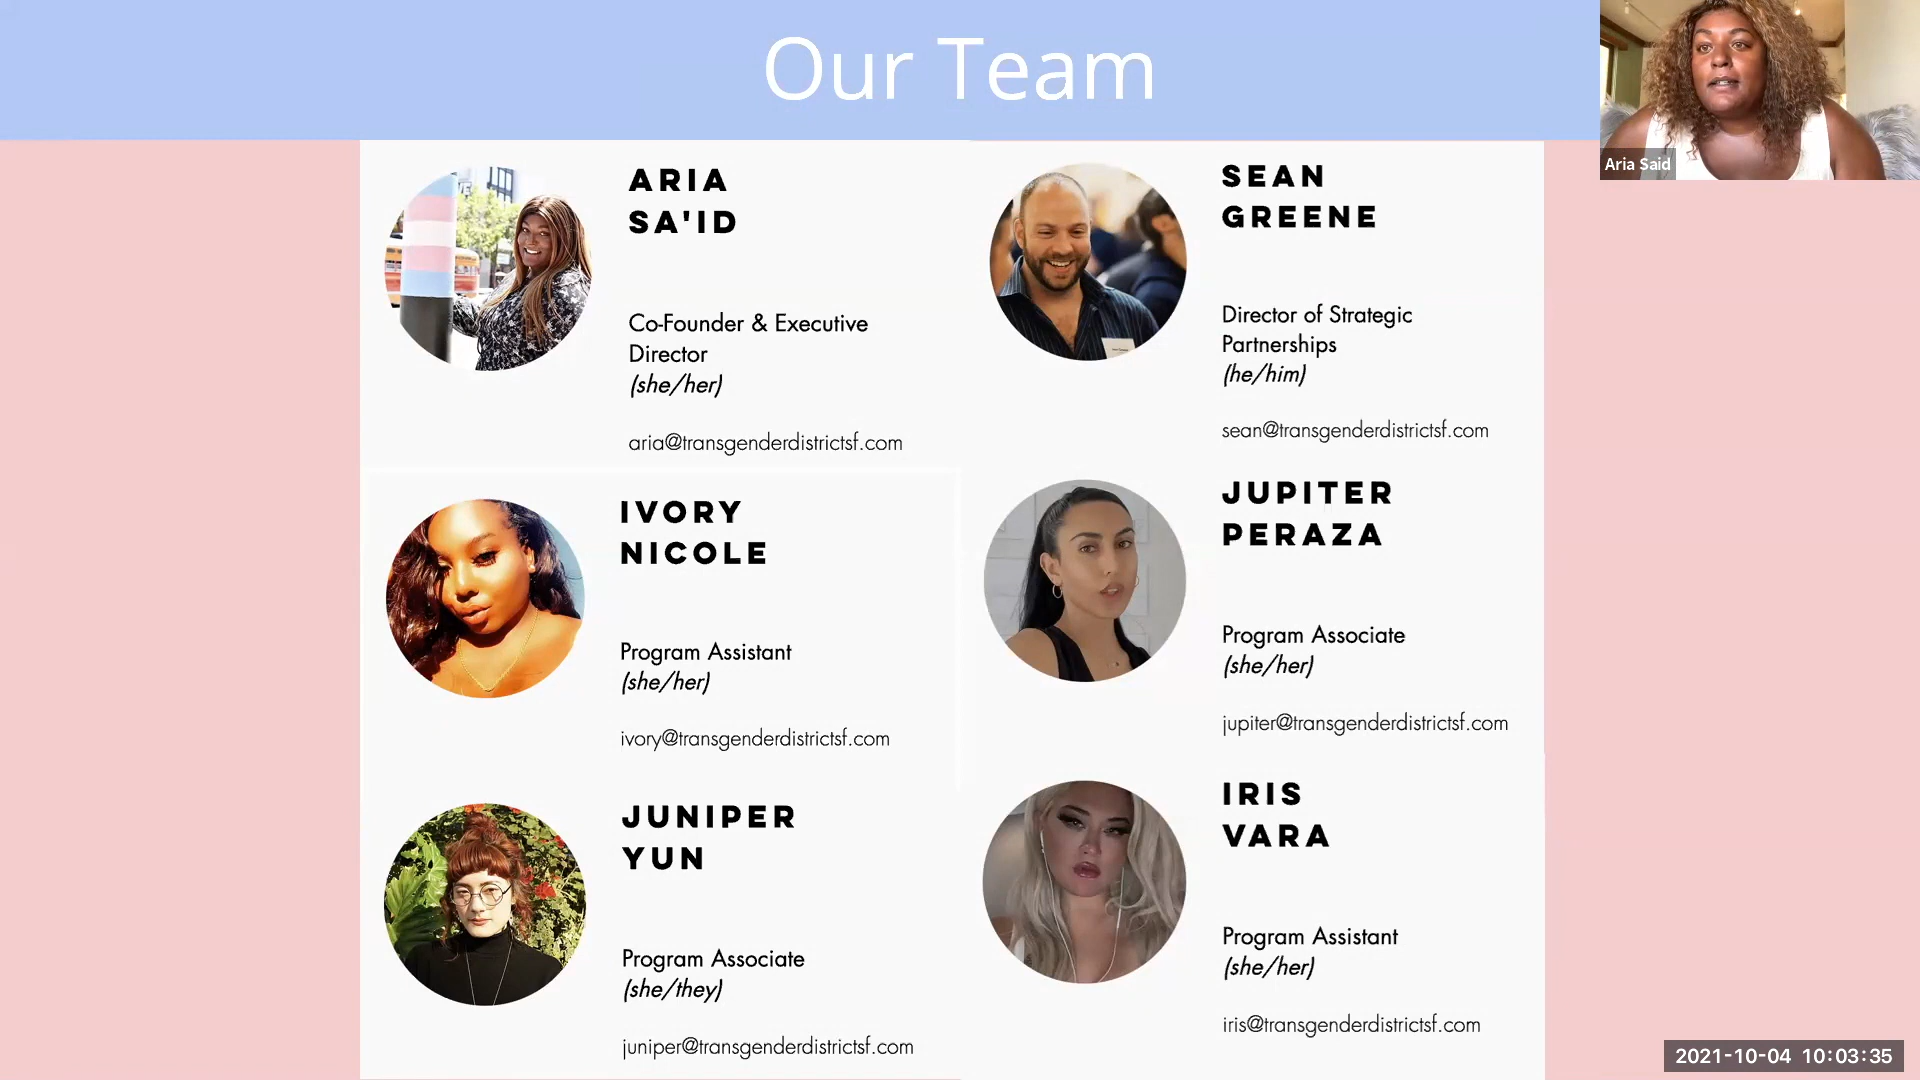 Our Team
Aria Said
ARIA
SA'ID
Co-Founder & Executive
Director
(she/her)
aria@transgenderdistrictsf.com
SEAN
GREENE
Director of Strategic
Partnerships
(he/him)
sean@transgenderdistrictsf.com
IVORY
NICOLE
Program Assistant
(she/her)
ivory@transgenderdistrictsf.com
JUPITER
PERAZA
Program Associate
(she/her)
jupiter@transgenderdistrictsf.com
JUNIPER
YUN
Program Associate
(she/they)
juniper@transgenderdistrictsf.com
IRIS
VARA
Program Assistant
(she/her)
iris@transgenderdistrictsf.com
2021-10-04 10:03:35